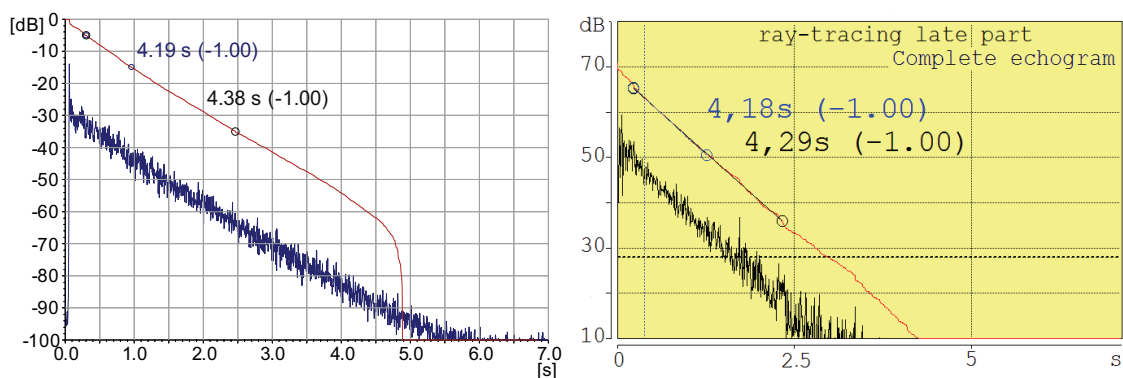 [dB]
0
-10
-20
-30
-40
-50
-60
-70
-80
-90
-100
4.19 s (-1.00)
4.38 s (-1.00)
0.0 1.0 2.0 3.0 4.0 5.0 6.0 7.0
[s]
dB
70
50
30
10
ray-tracing late part
Complete echogram
4,18s (-1.00)
4,29s (-1.00)
0 2.5 5 s